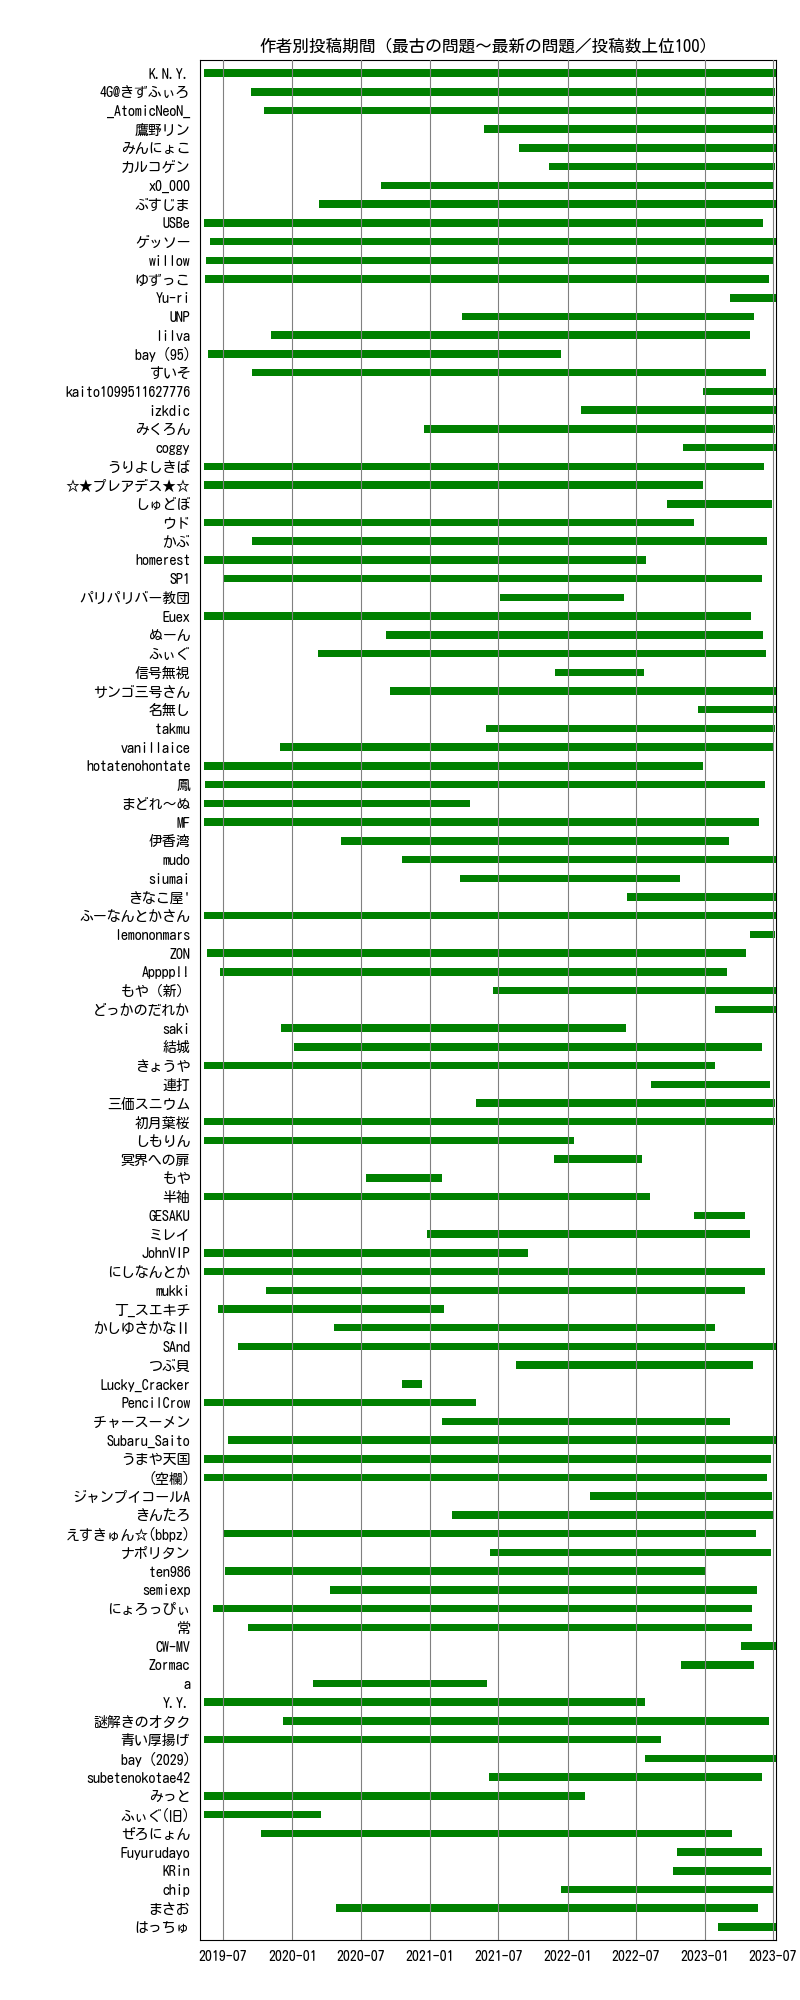 作者別投稿期間（最古の問題～最新の問題／投稿数上位100）
K.N.Y.
4G@きずふぃろ
_AtomicNeoN_
鷹野リン
みんにょこ
カルコゲン
x0_000
ぶすじま
USBe
ゲッソー
willow
ゆずっこ
Yu-ri
UNP
lilva
bay (95)
すいそ
kaito1099511627776
izkdic
みくろん
coggy
うりよしきば
☆★プレアデス★☆
しゅどぼ
ウド
かぶ
homerest
SP1
パリパリバー教団
Euex
ぬーん
ふぃぐ
信号無視
サンゴ三号さん
名無し
takmu
vanillaice
hotatenohontate
鳳
まどれ～ぬ
MF
伊香湾
mudo
siumai
きなこ屋'
ふーなんとかさん
lemononmars
ZON
Appppll
もや（新）
どっかのだれか
saki
結城
きょうや
連打
三価スニウム
初月葉桜
しもりん
冥界への扉
もや
半袖
GESAKU
ミレイ
JohnVIP
にしなんとか
mukki
丁_スエキチ
かしゆさかなII
SAnd
つぶ貝
Lucky_Cracker
PencilCrow
チャースーメン
Subaru_Saito
うまや天国
(空欄)
ジャンプイコールA
きんたろ
えすきゅん☆(bbpz)
ナポリタン
ten986
semiexp
にょろっぴぃ
常
CW-MV
Zormac
a
Y.Y.
謎解きのオタク
青い厚揚げ
bay (2029)
subetenokotae42
みっと
ふぃぐ(旧)
ぜろにょん
Fuyurudayo
KRin
chip
まさお
はっちゅ
2019-07 2020-01 2020-07 2021-01 2021-07 2022-01 2022-07 2023-01 2023-07